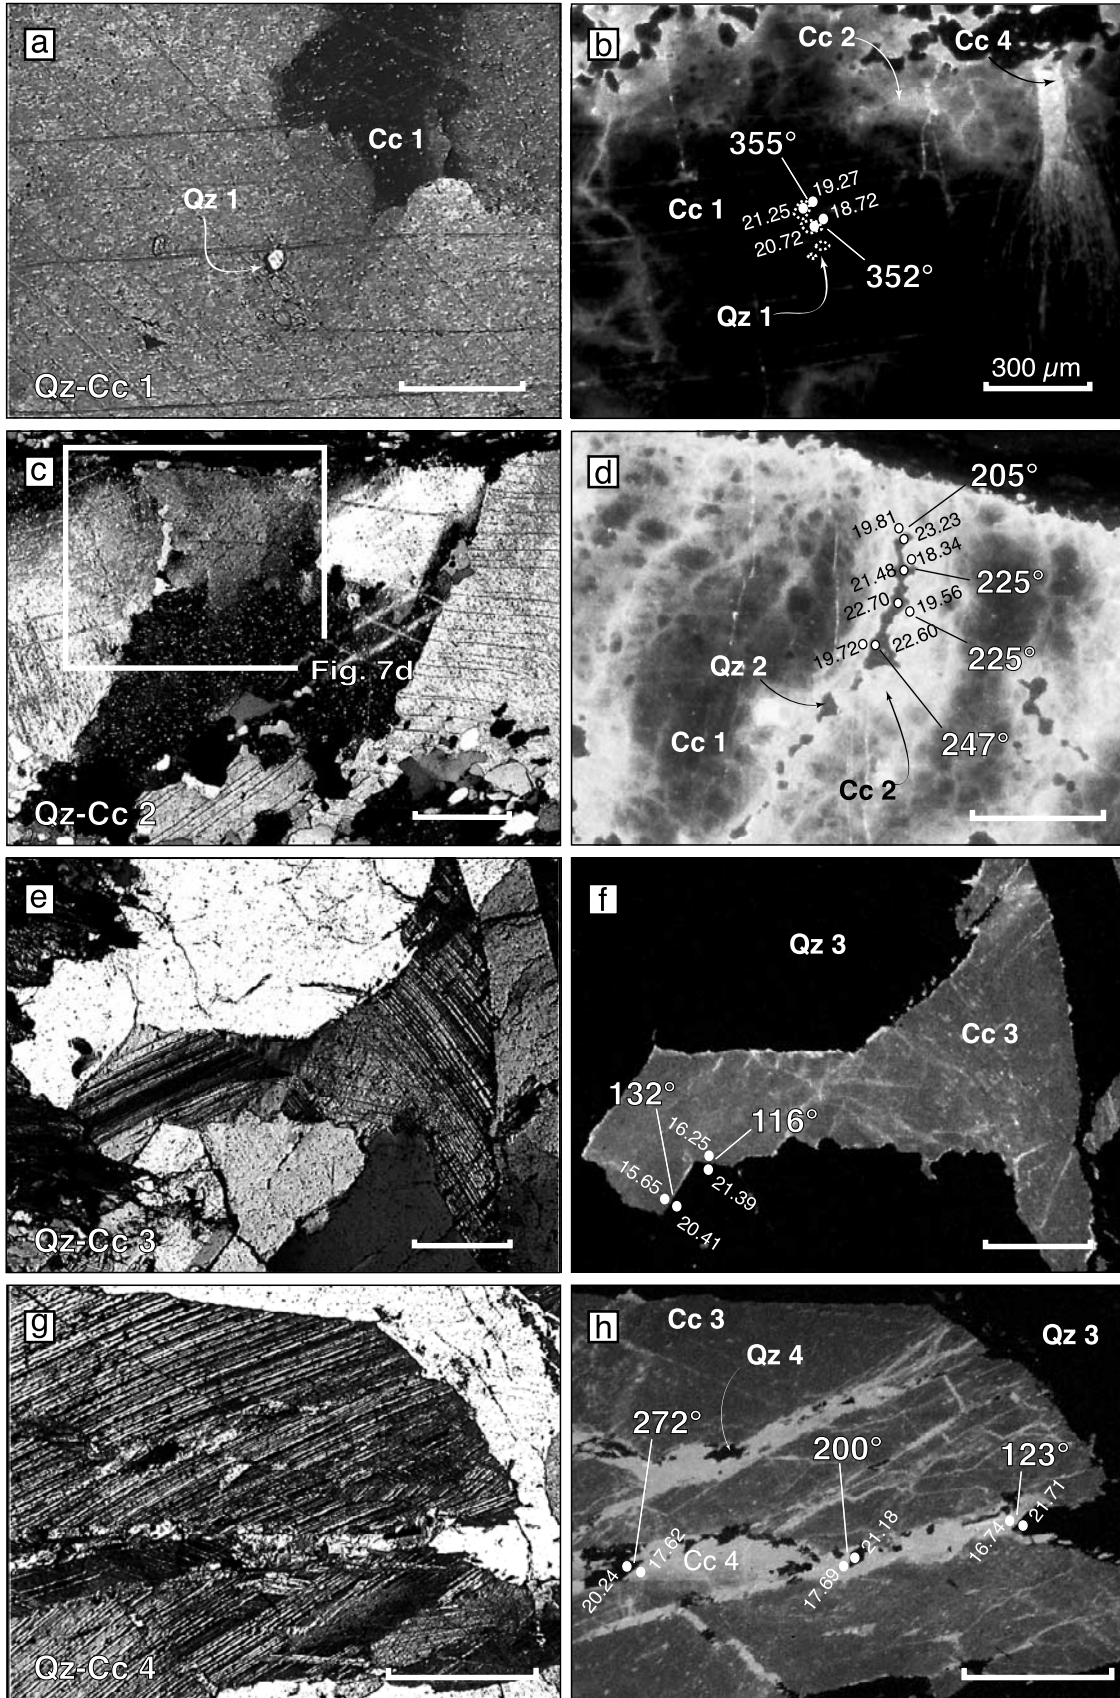 a
Cc 1
Qz 1
Qz-Cc 1
b
Cc 2
Cc 4
355°
19.27
Cc 1
21.25
18.72
20.72
352°
Qz 1
300 µm
c
Fig. 7d
Qz-Cc 2
d
205°
19.81
23.23
18.34
21.48
225°
22.70
19.56
22.60
225°
19.72
Qz 2
Cc 1
247°
Cc 2
e
Qz-Cc 3
f
Qz 3
Cc 3
132°
116°
16.25
15.65
21.39
20.41
g
Qz-Cc 4
h
Cc 3
Qz 3
Qz 4
272°
200°
123°
21.71
16.74
21.18
17.62
Cc 4
20.24
17.69